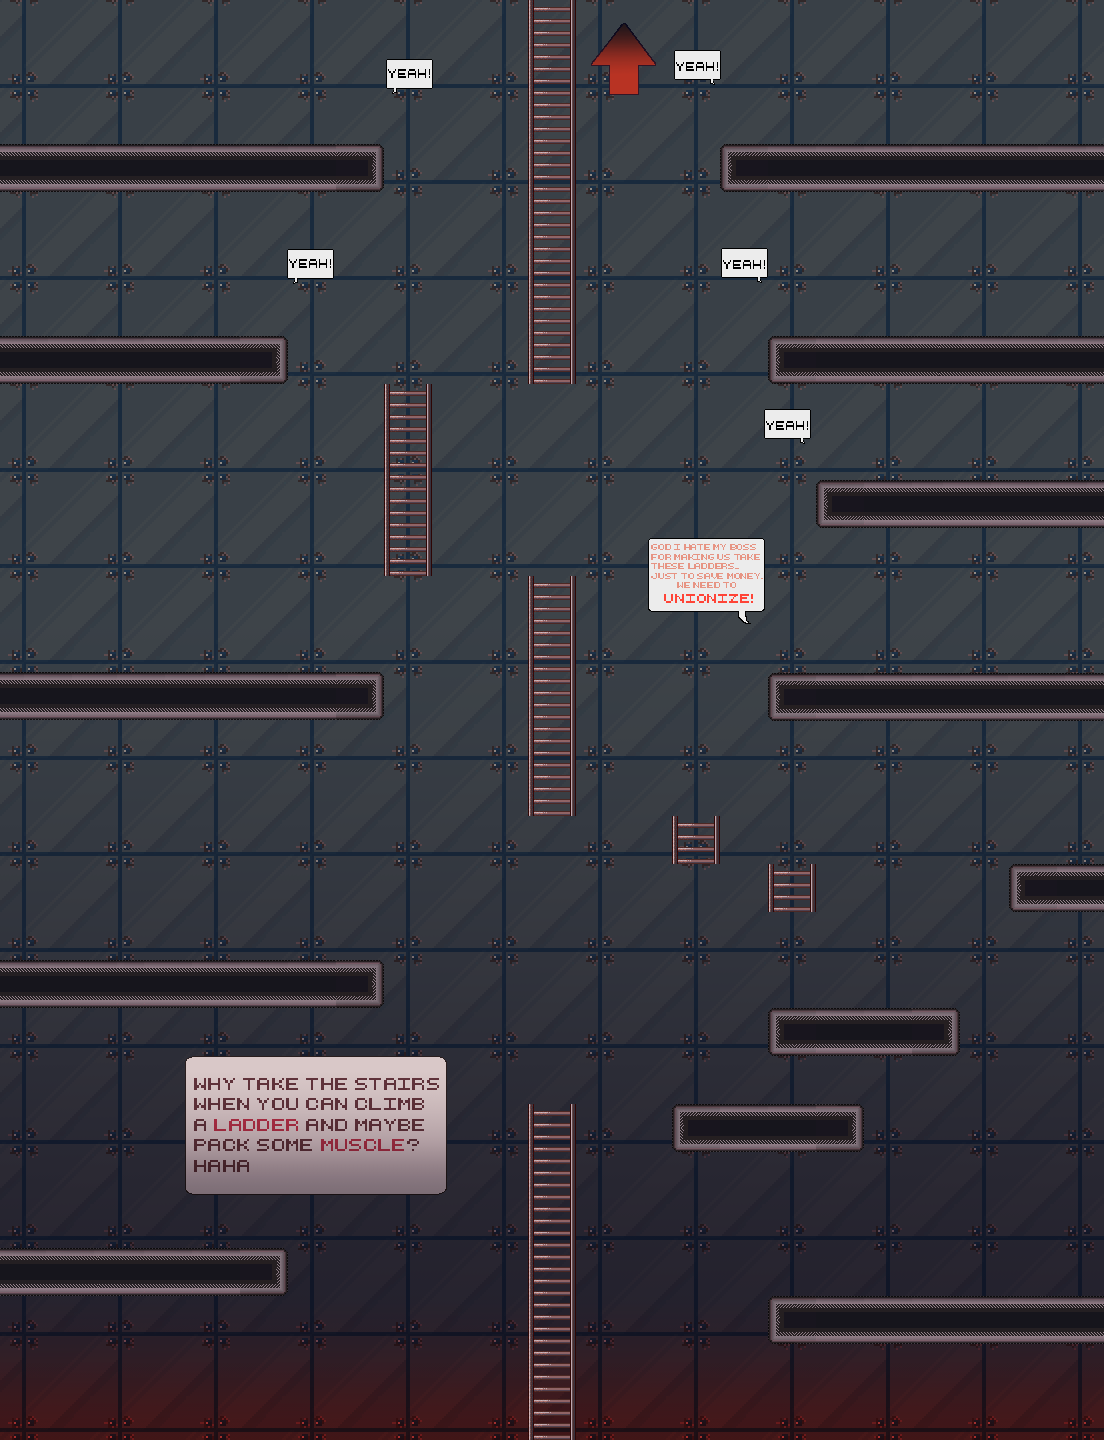 YEAH!
YEAH!
YEAH!
YEAH!
YEAH!
GOD I HATE MY BOSS
FOR MAKING US TAKE
THESE LADDERS..
JUST TO SAVE MONEY.
WE NEED TO
UNIONIZE!
WHY TAKE THE STAIRS
WHEN YOU CAN CLIMB
A LADDER AND MAYBE
PACK SOME MUSCLE?
HAHA